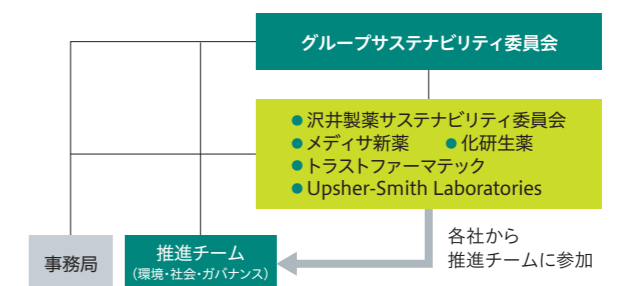 グループサステナビリティ委員会
●沢井製薬サステナビリティ委員会
●メディサ新薬 ●化研生薬
●トラストファーマテック
●Upsher-Smith Laboratories
事務局
推進チーム
(環境・社会・ガバナンス)
各社から
推進チームに参加